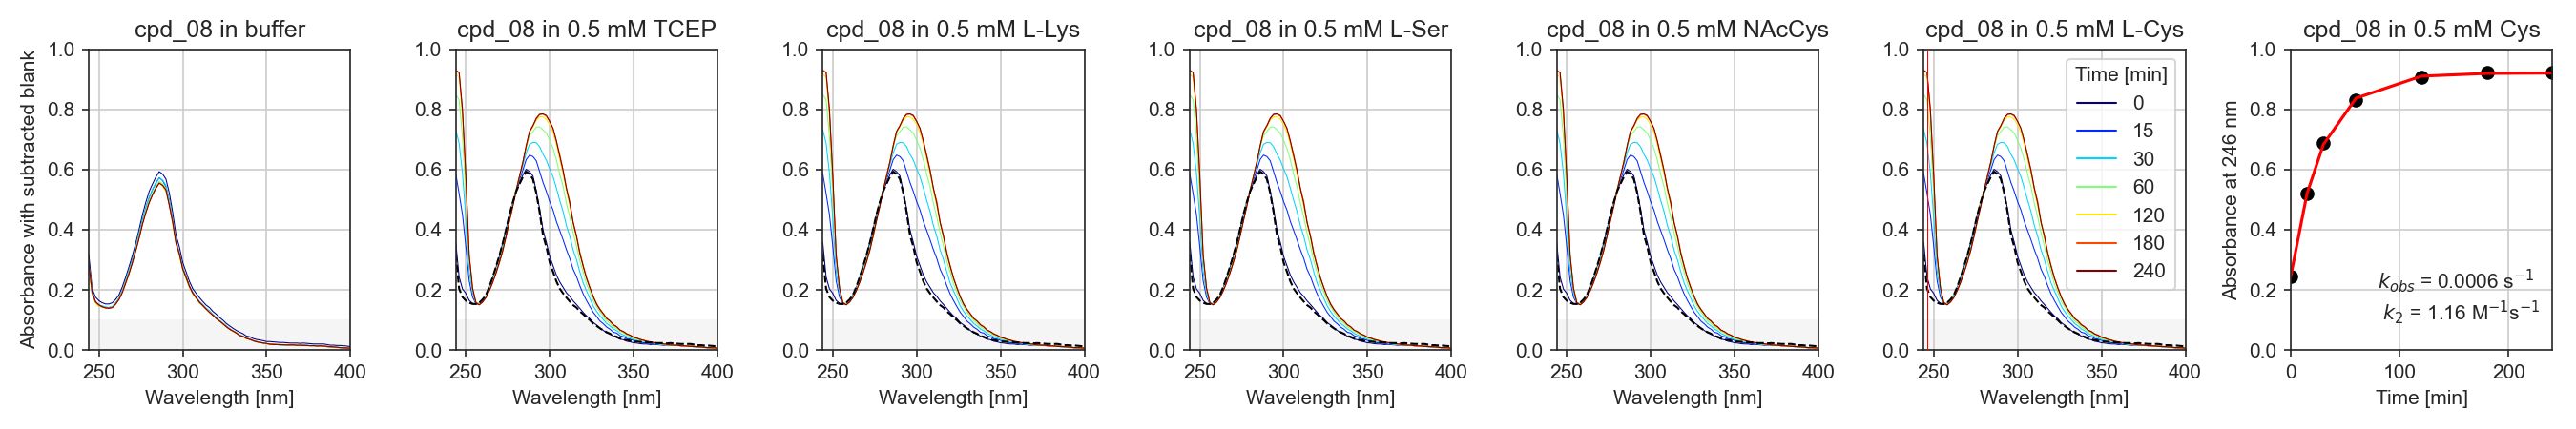 cpd_08 in buffer
cpd_08 in 0.5 mM TCEP
cpd_08 in 0.5 mM L-Lys
cpd_08 in 0.5 mM L-Ser
cpd_08 in 0.5 mM NAcCys
cpd_08 in 0.5 mM L-Cys
cpd_08 in 0.5 mM Cys
Absorbance with subtracted blank
1.0
0.8
0.6
0.4
0.2
0.0
250 300 350 400
Wavelength [nm]
1.0
0.8
0.6
0.4
0.2
0.0
250 300 350 400
Wavelength [nm]
1.0
0.8
0.6
0.4
0.2
0.0
250 300 350 400
Wavelength [nm]
1.0
0.8
0.6
0.4
0.2
0.0
250 300 350 400
Wavelength [nm]
1.0
0.8
0.6
0.4
0.2
0.0
250 300 350 400
Wavelength [nm]
1.0
0.8
0.6
0.4
0.2
0.0
Time [min]
0
15
30
60
120
180
240
250 300 350 400
Wavelength [nm]
Absorbance at 246 nm
1.0
0.8
0.6
0.4
0.2
0.0
k_obs = 0.0006 s⁻¹
k₂ = 1.16 M⁻¹s⁻¹
0 100 200
Time [min]